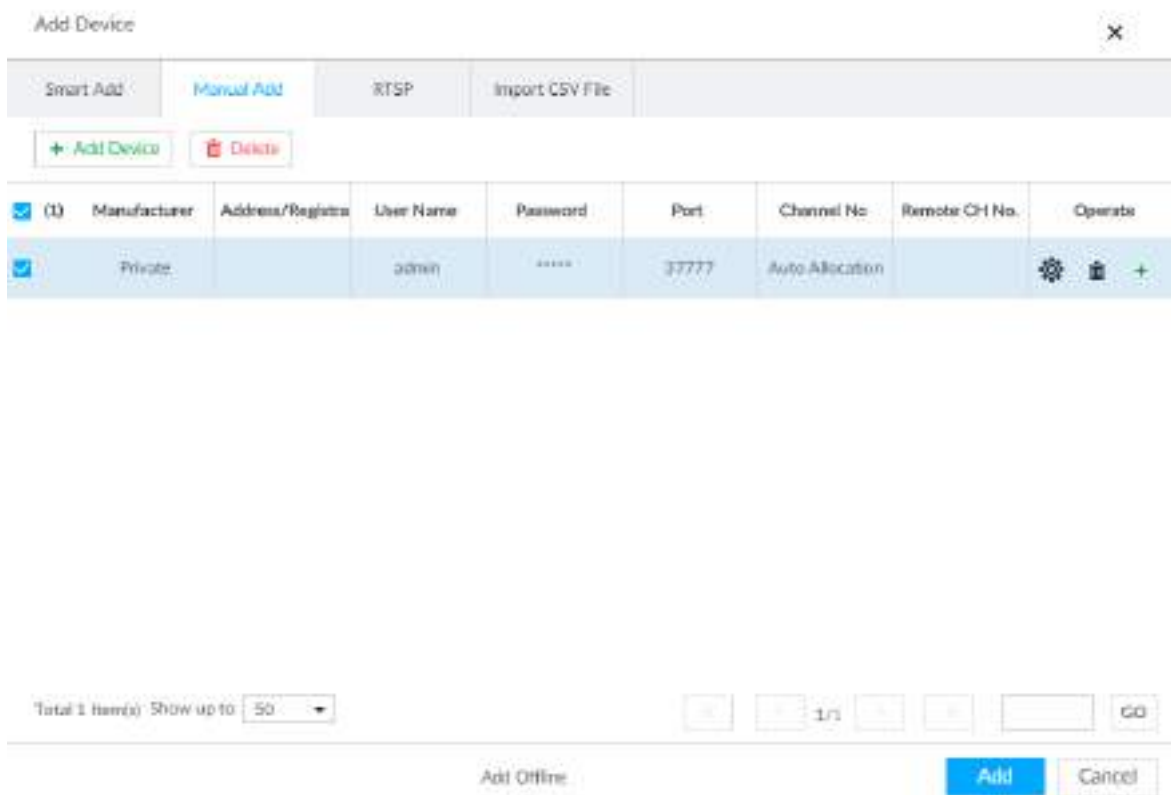 Add Device
Smart Add Manual Add RTSP Import CSV File
+ Add Device Delete
(1) Manufacturer Address/Registra User Name Password Port Channel No Remote CH No. Operate
Private admin ***** 37777 Auto Allocation
Total 1 Item(s) Show up to 50 1/1 GO
Add Offline Add Cancel